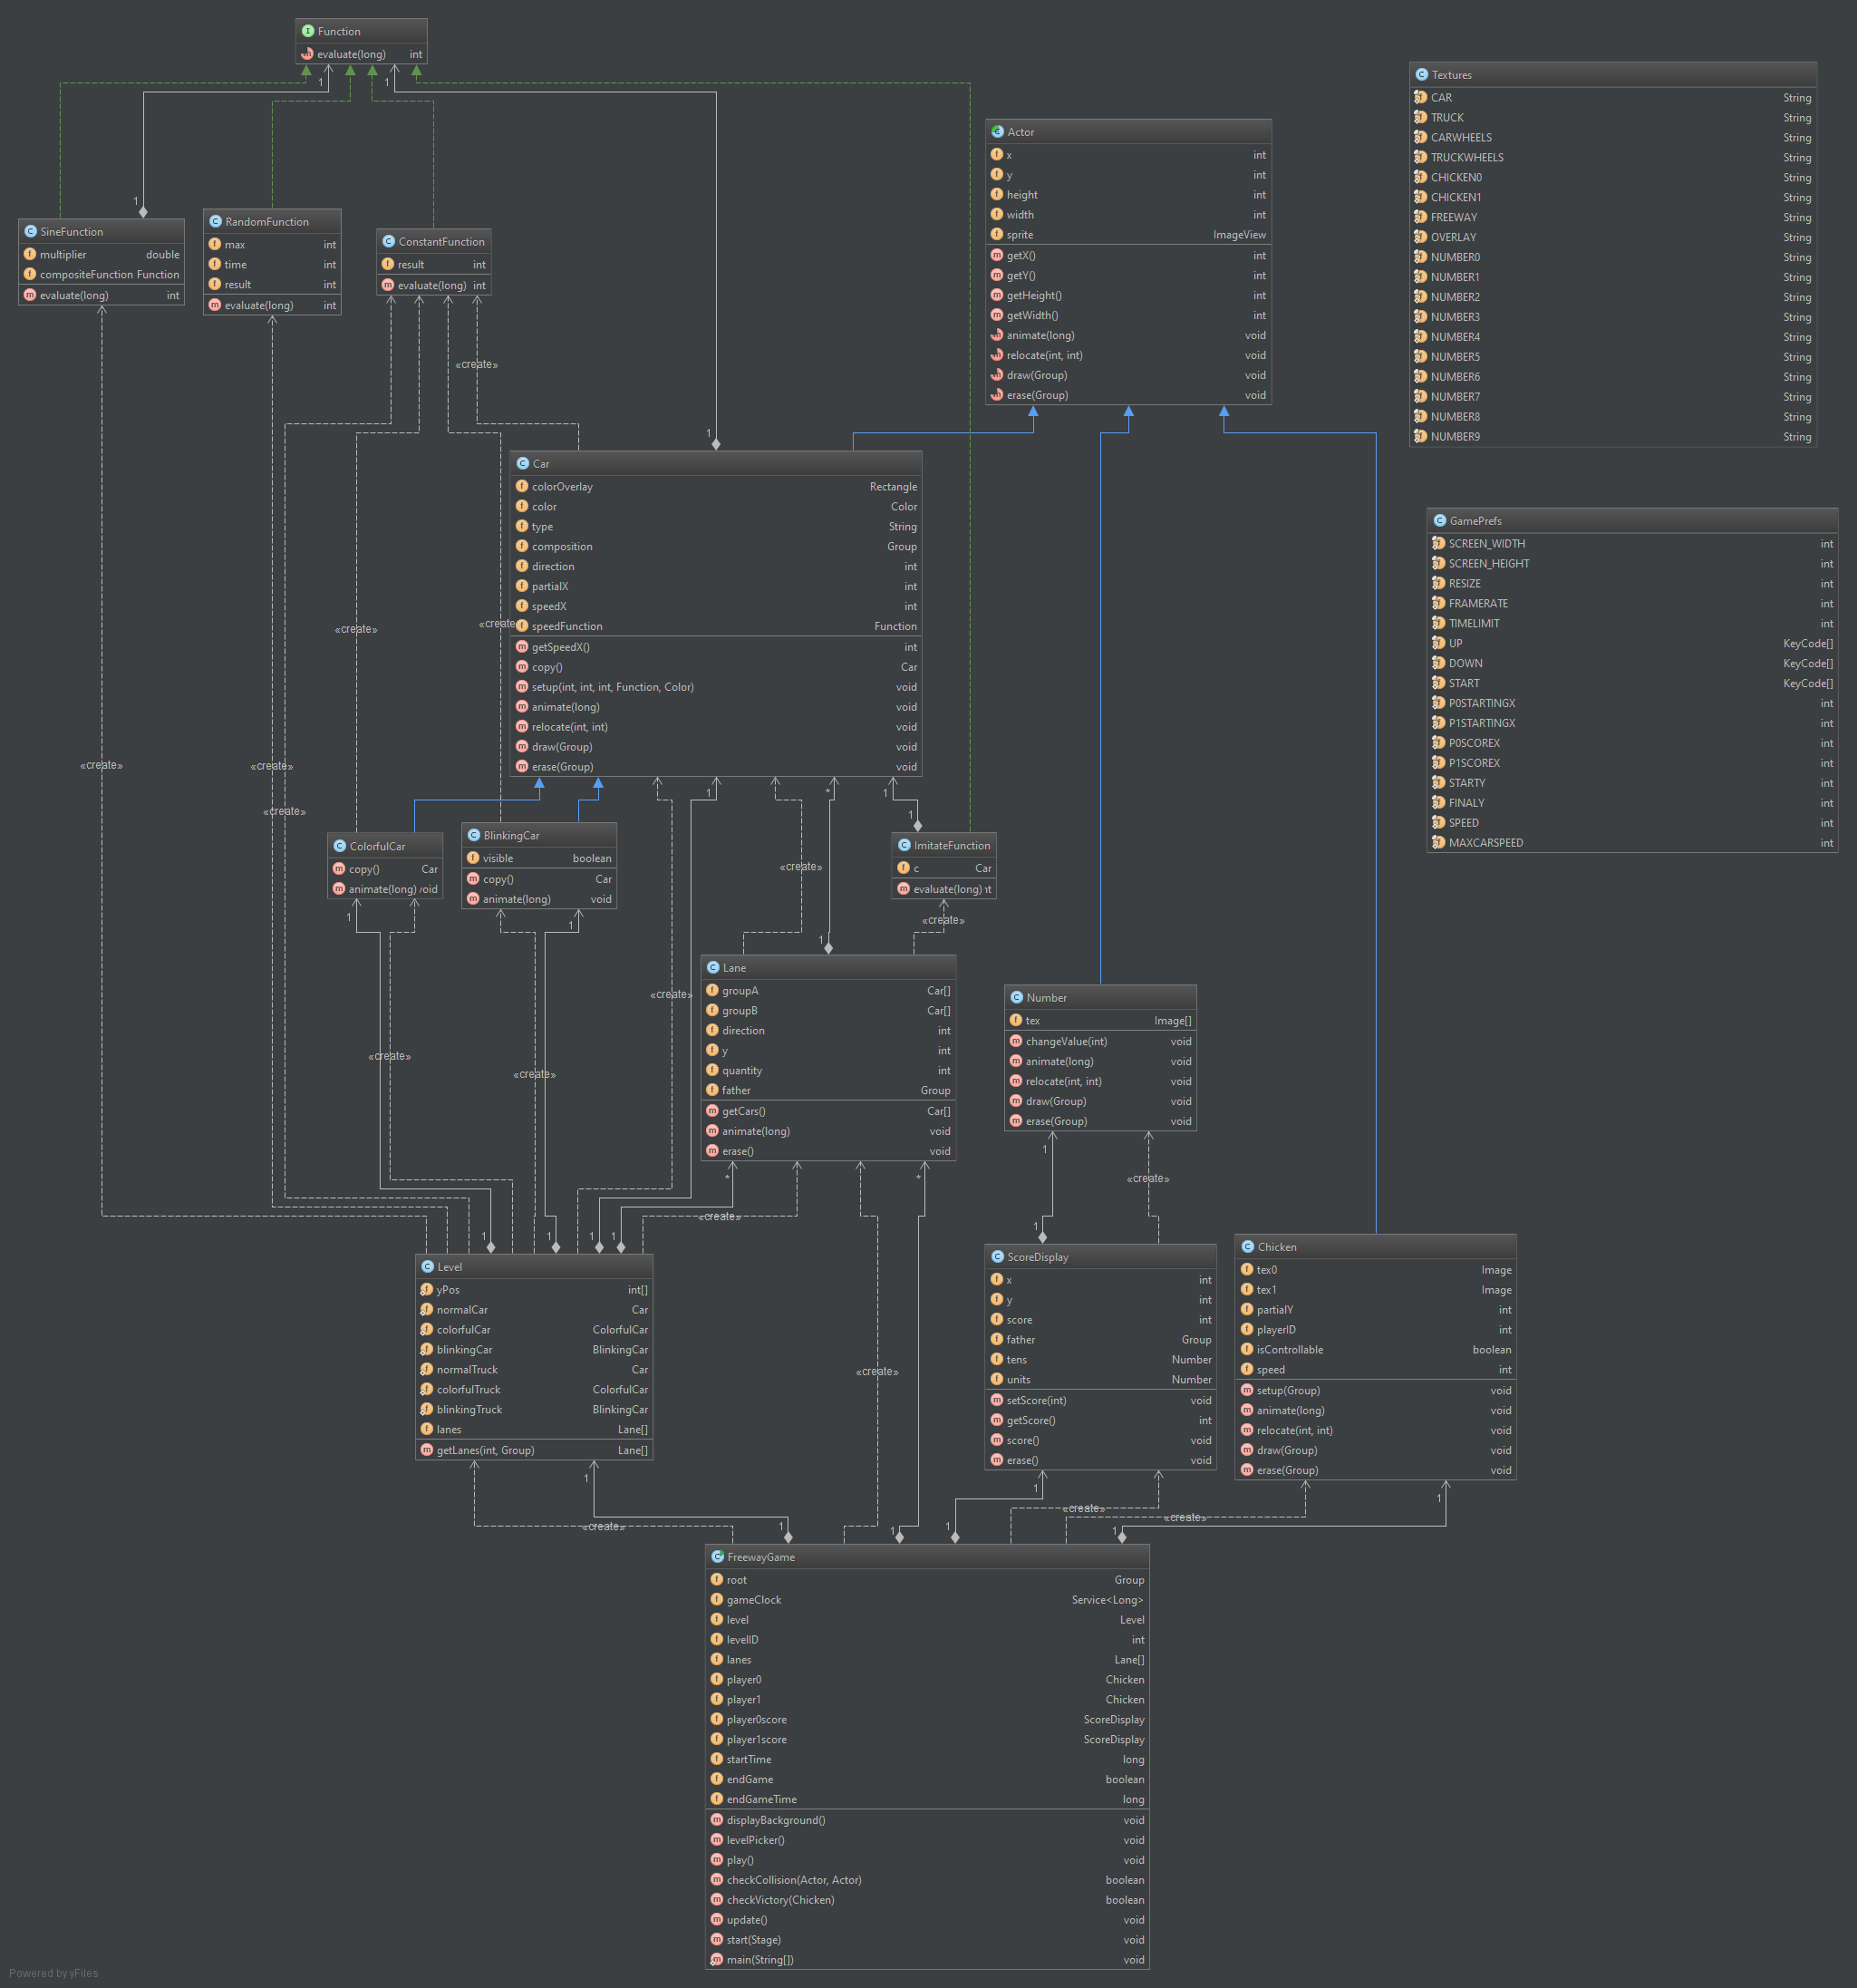 Function
evaluate(long) int
1
1
Textures
CAR String
TRUCK String
CARWHEELS String
TRUCKWHEELS String
CHICKEN0 String
CHICKEN1 String
FREEWAY String
OVERLAY String
NUMBER0 String
NUMBER1 String
NUMBER2 String
NUMBER3 String
NUMBER4 String
NUMBER5 String
NUMBER6 String
NUMBER7 String
NUMBER8 String
NUMBER9 String
Actor
x int
y int
height int
width int
sprite ImageView
getX() int
getY() int
getHeight() int
getWidth() int
animate(long) void
relocate(int, int) void
draw(Group) void
erase(Group) void
1
SineFunction
multiplier double
compositeFunction Function
evaluate(long) int
RandomFunction
max int
time int
result int
evaluate(long) int
ConstantFunction
result int
evaluate(long) int
«create»
1
Car
colorOverlay Rectangle
color Color
type String
composition Group
direction int
partialX int
speedX int
speedFunction Function
getSpeedX() int
copy() Car
setup(int, int, int, Function, Color) void
animate(long) void
relocate(int, int) void
draw(Group) void
erase(Group) void
GamePrefs
SCREEN_WIDTH int
SCREEN_HEIGHT int
RESIZE int
FRAMERATE int
TIMELIMIT int
UP KeyCode[]
DOWN KeyCode[]
START KeyCode[]
P0STARTINGX int
P1STARTINGX int
P0SCOREX int
P1SCOREX int
STARTY int
FINALY int
SPEED int
MAXCARSPEED int
«create»
«create
«create»
«create»
«create»
1
*
1
1
ColorfulCar
copy() Car
animate(long) void
BlinkingCar
visible boolean
copy() Car
animate(long) void
«create»
ImitateFunction
c Car
evaluate(long)
1
1
«create»
1
Lane
groupA Car[]
groupB Car[]
direction int
y int
quantity int
father Group
getCars() Car[]
animate(long) void
erase() void
«create»
«create»
«create»
Number
tex Image[]
changeValue(int) void
animate(long) void
relocate(int, int) void
draw(Group) void
erase(Group) void
1
«create»
*
*
«create»
1
1
1
1
1
Level
yPos int[]
normalCar Car
colorfulCar ColorfulCar
blinkingCar BlinkingCar
normalTruck Car
colorfulTruck ColorfulCar
blinkingTruck BlinkingCar
lanes Lane[]
getLanes(int, Group) Lane[]
«create»
ScoreDisplay
x int
y int
score int
father Group
tens Number
units Number
setScore(int) void
getScore() int
score() void
erase() void
Chicken
tex0 Image
tex1 Image
partialY int
playerID int
isControllable boolean
speed int
setup(Group) void
animate(long) void
relocate(int, int) void
draw(Group) void
erase(Group) void
1
1
1
«create»
«create»
«create»
1
1
1
1
FreewayGame
root Group
gameClock Service<Long>
level Level
levelID int
lanes Lane[]
player0 Chicken
player1 Chicken
player0score ScoreDisplay
player1score ScoreDisplay
startTime long
endGame boolean
endGameTime long
displayBackground() void
levelPicker() void
play() void
checkCollision(Actor, Actor) boolean
checkVictory(Chicken) boolean
update() void
start(Stage) void
main(String[]) void
Powered by yFiles